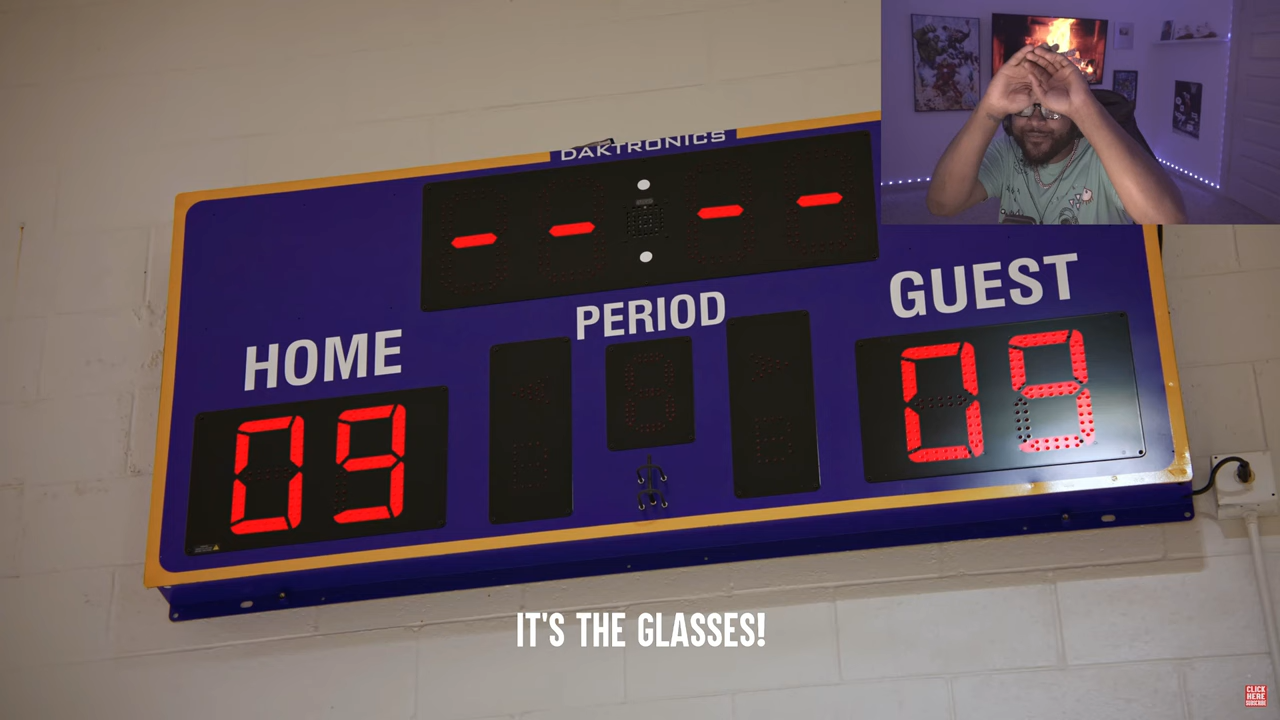 DAKTRONICS
- - : - -
PERIOD
GUEST
HOME
09
09
IT'S THE GLASSES!
CLICK
HERE
SUBSCRIBE